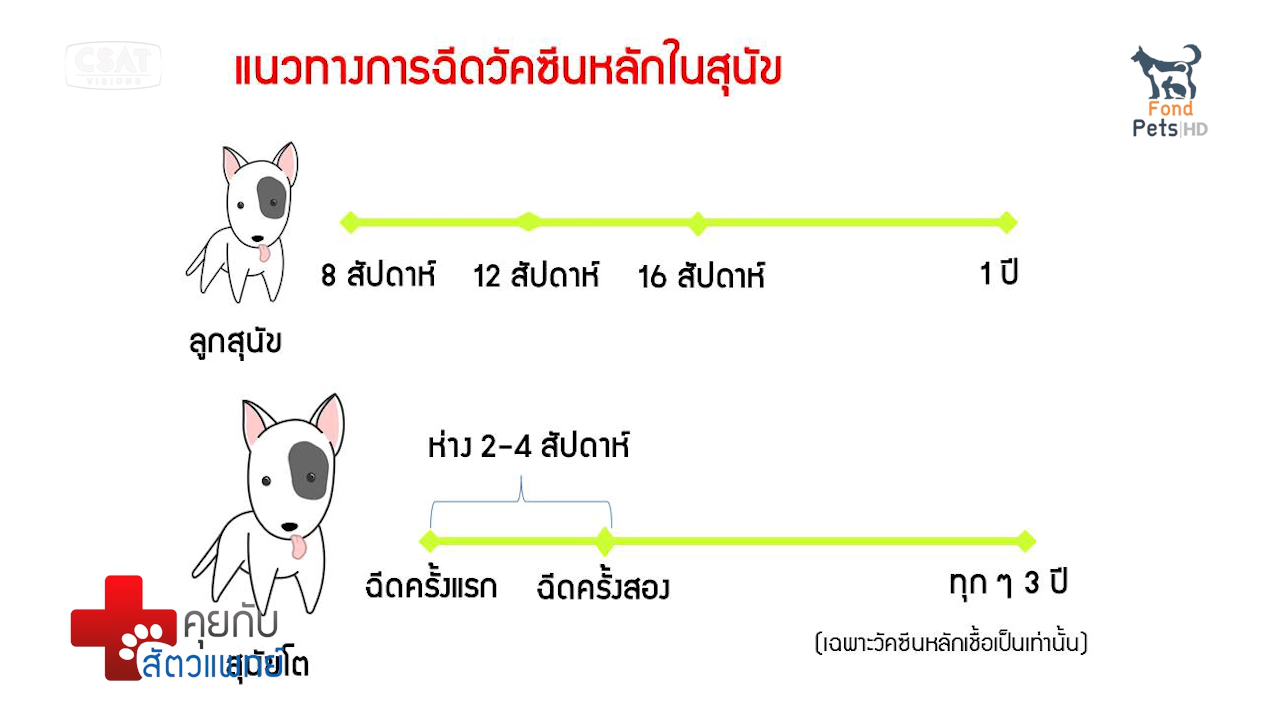 CSAT
VISIONS
แนวทางการฉีดวัคซีนหลักในสุนัข
Fond
Pets|HD
8 สัปดาห์
12 สัปดาห์
16 สัปดาห์
1 ปี
ลูกสุนัข
ห่าง 2-4 สัปดาห์
ฉีดครั้งแรก
ฉีดครั้งสอง
ทุก ๆ 3 ปี
(เฉพาะวัคซีนหลักเชื้อเป็นเท่านั้น)
คุยกับ
สัตวแพทย์
สุนัขโต